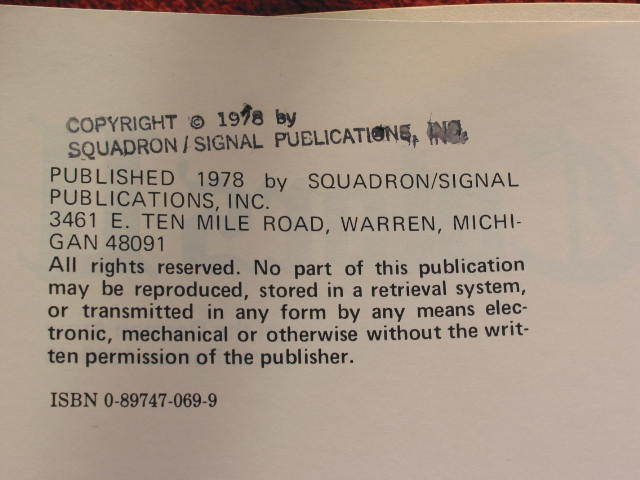 COPYRIGHT © 1978 by
SQUADRON / SIGNAL PUBLICATIONS, INC.
PUBLISHED 1978 by SQUADRON/SIGNAL
PUBLICATIONS, INC.
3461 E. TEN MILE ROAD, WARREN, MICHI-
GAN 48091
All rights reserved. No part of this publication
may be reproduced, stored in a retrieval system,
or transmitted in any form by any means elec-
tronic, mechanical or otherwise without the writ-
ten permission of the publisher.
ISBN 0-89747-069-9